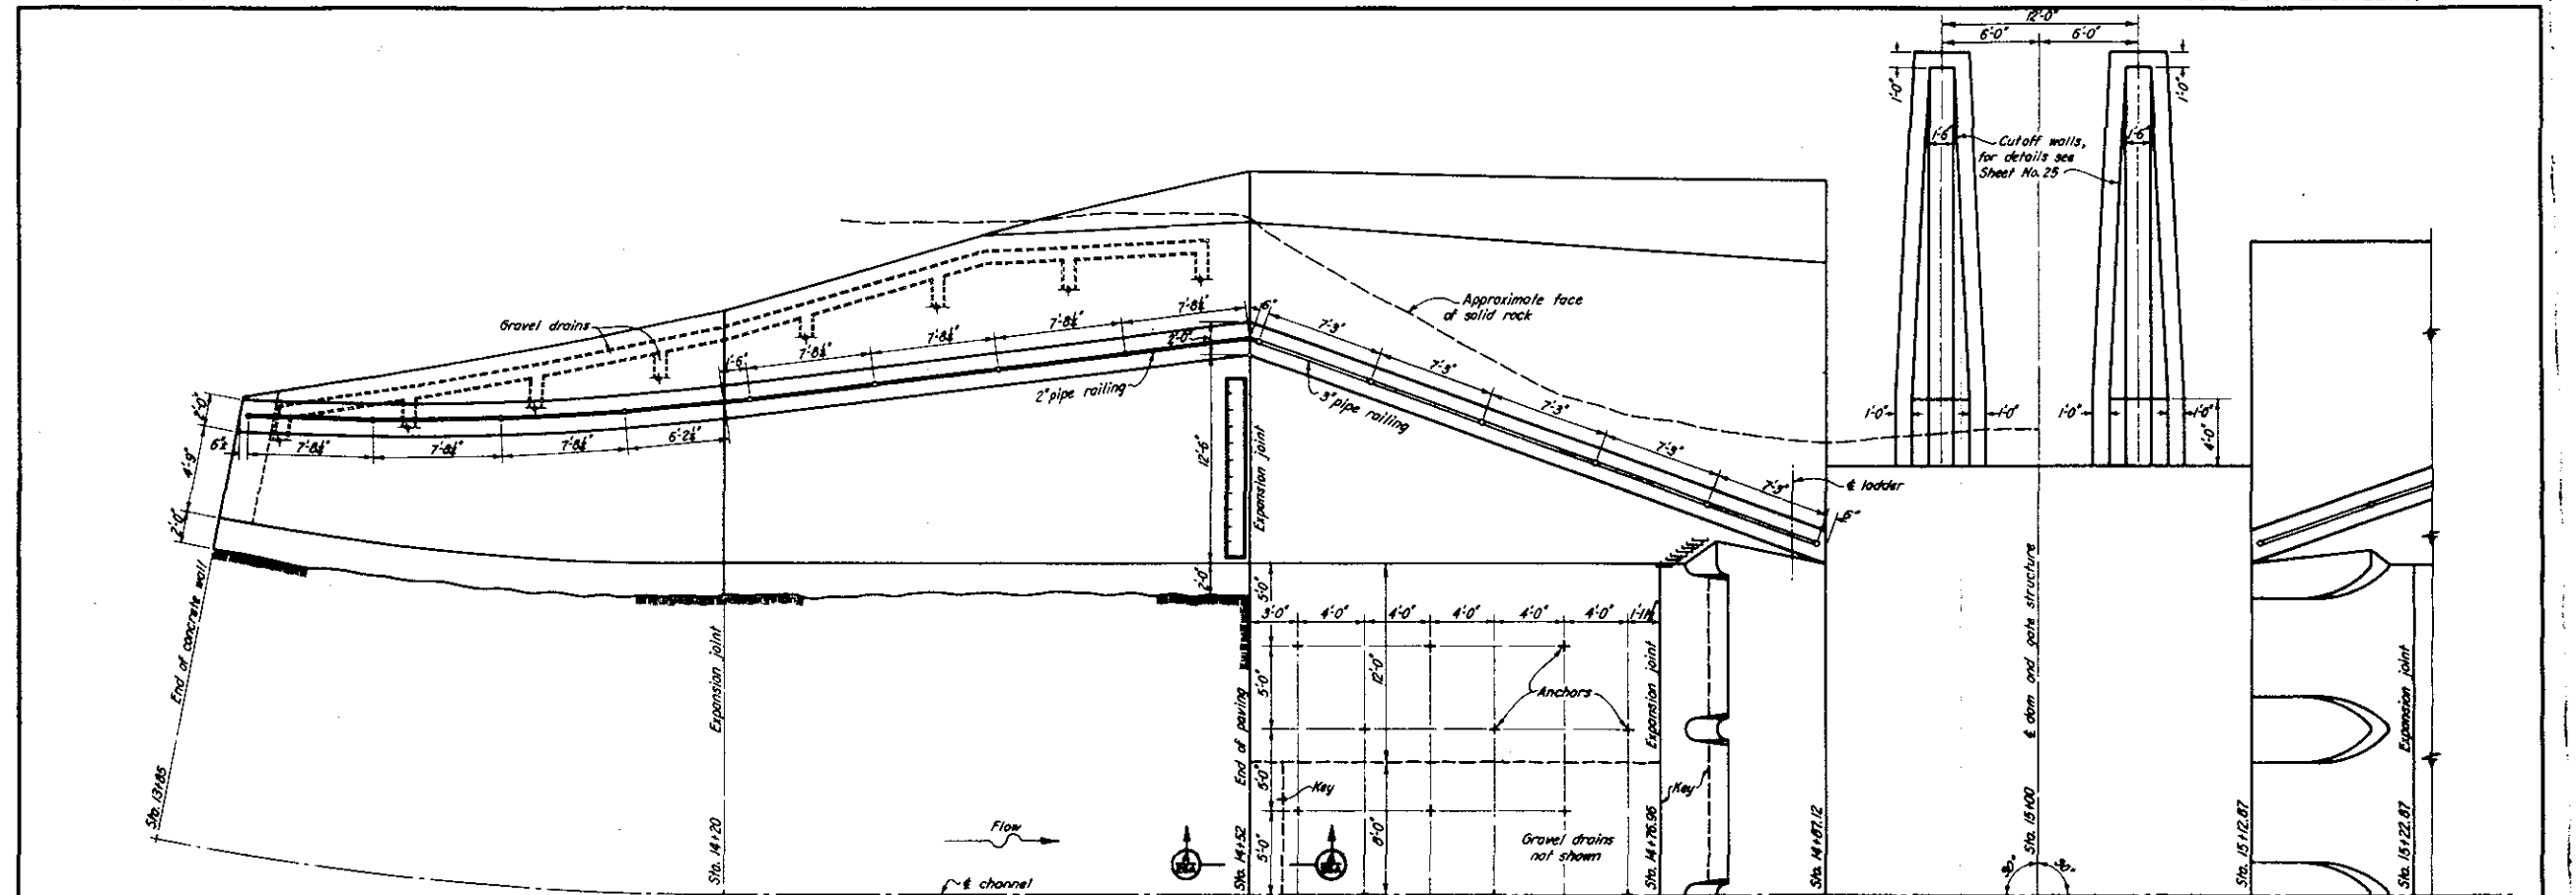 12'-0"
6'-0" 6'-0"
1'-0"
1'-0"
1'-6"
1'-6"
Cutoff walls,
for details see
Sheet No. 25
Approximate face
of solid rock
Gravel drains
7'-8¼"
7'-8¼"
7'-8¼"
7'-8¼"
1'-6"
2'-0"
6"
7'-3"
7'-3"
7'-3"
7'-3"
7'-3"
6"
2" pipe railing
3" pipe railing
℄ ladder
2'-0"
6"
7'-8¼"
7'-8¼"
7'-8¼"
6'-2¼"
4'-9"
2'-0"
12'-6"
2'-0"
Expansion joint
1'-0" 1'-0" 1'-0" 1'-0"
4'-0"
End of concrete wall
Sta. 13+85
Expansion joint
Sta. 14+20
End of paving
Sta. 14+52
5'-0"
3'-0" 4'-0" 4'-0" 4'-0" 4'-0" 4'-0"
5'-0"
12'-0"
Anchors
5'-0"
Key
5'-0"
8'-0"
Gravel drains
not shown
Expansion joint
Sta. 14+76.96
Key
Sta. 14+87.12
℄ dam and gate structure
Sta. 15+00
90° 90°
Sta. 15+12.87
Expansion joint
Sta. 15+22.87
Flow
℄ channel